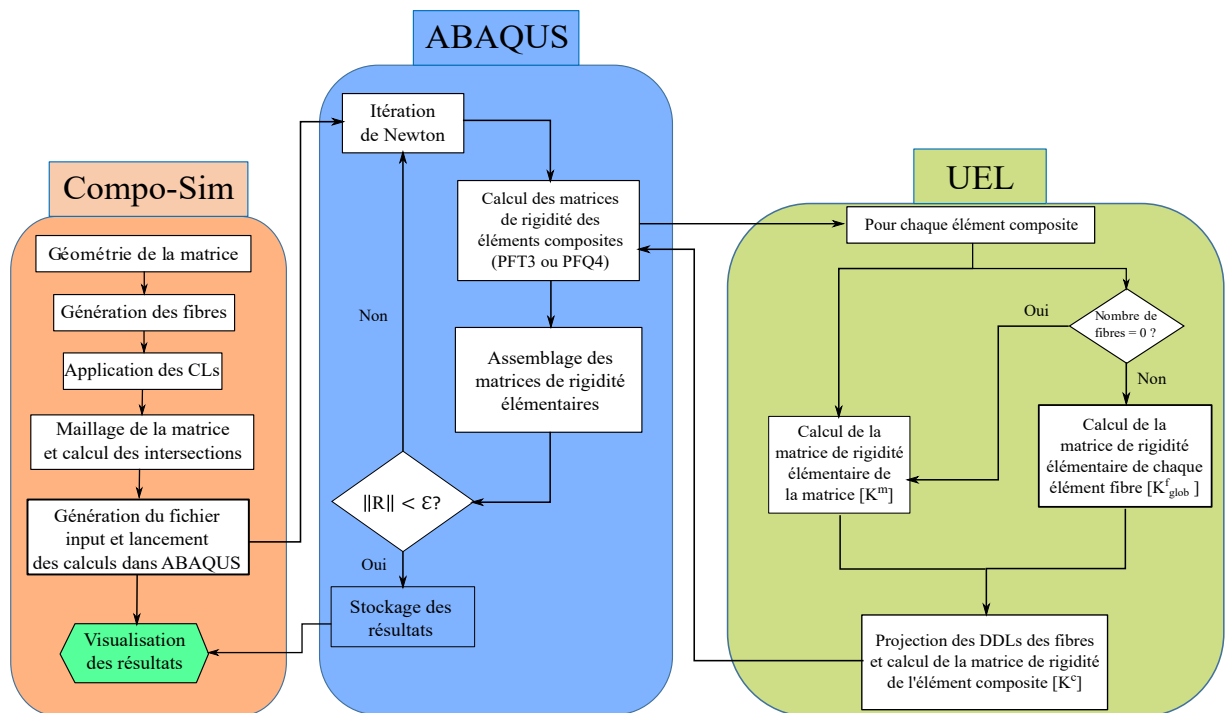 ABAQUS
Compo-Sim
UEL
Géométrie de la matrice
Génération des fibres
Application des CLs
Maillage de la matrice
et calcul des intersections
Génération du fichier
input et lancement
des calculs dans ABAQUS
Visualisation
des résultats
Itération
de Newton
Calcul des matrices
de rigidité des
éléments composites
(PFT3 ou PFQ4)
Non
Assemblage des
matrices de rigidité
élémentaires
||R|| < Ɛ?
Oui
Stockage des
résultats
Pour chaque élément composite
Oui
Nombre de
fibres = 0 ?
Non
Calcul de la
matrice de rigidité
élémentaire de
la matrice [K^m]
Calcul de la
matrice de rigidité
élémentaire de chaque
élément fibre [K^f_glob ]
Projection des DDLs des fibres
et calcul de la matrice de rigidité
de l'élément composite [K^c]